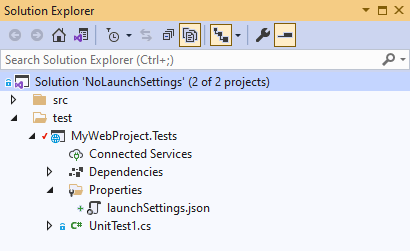 Solution Explorer
Search Solution Explorer (Ctrl+;)
Solution 'NoLaunchSettings' (2 of 2 projects)
src
test
MyWebProject.Tests
Connected Services
Dependencies
Properties
launchSettings.json
C# UnitTest1.cs